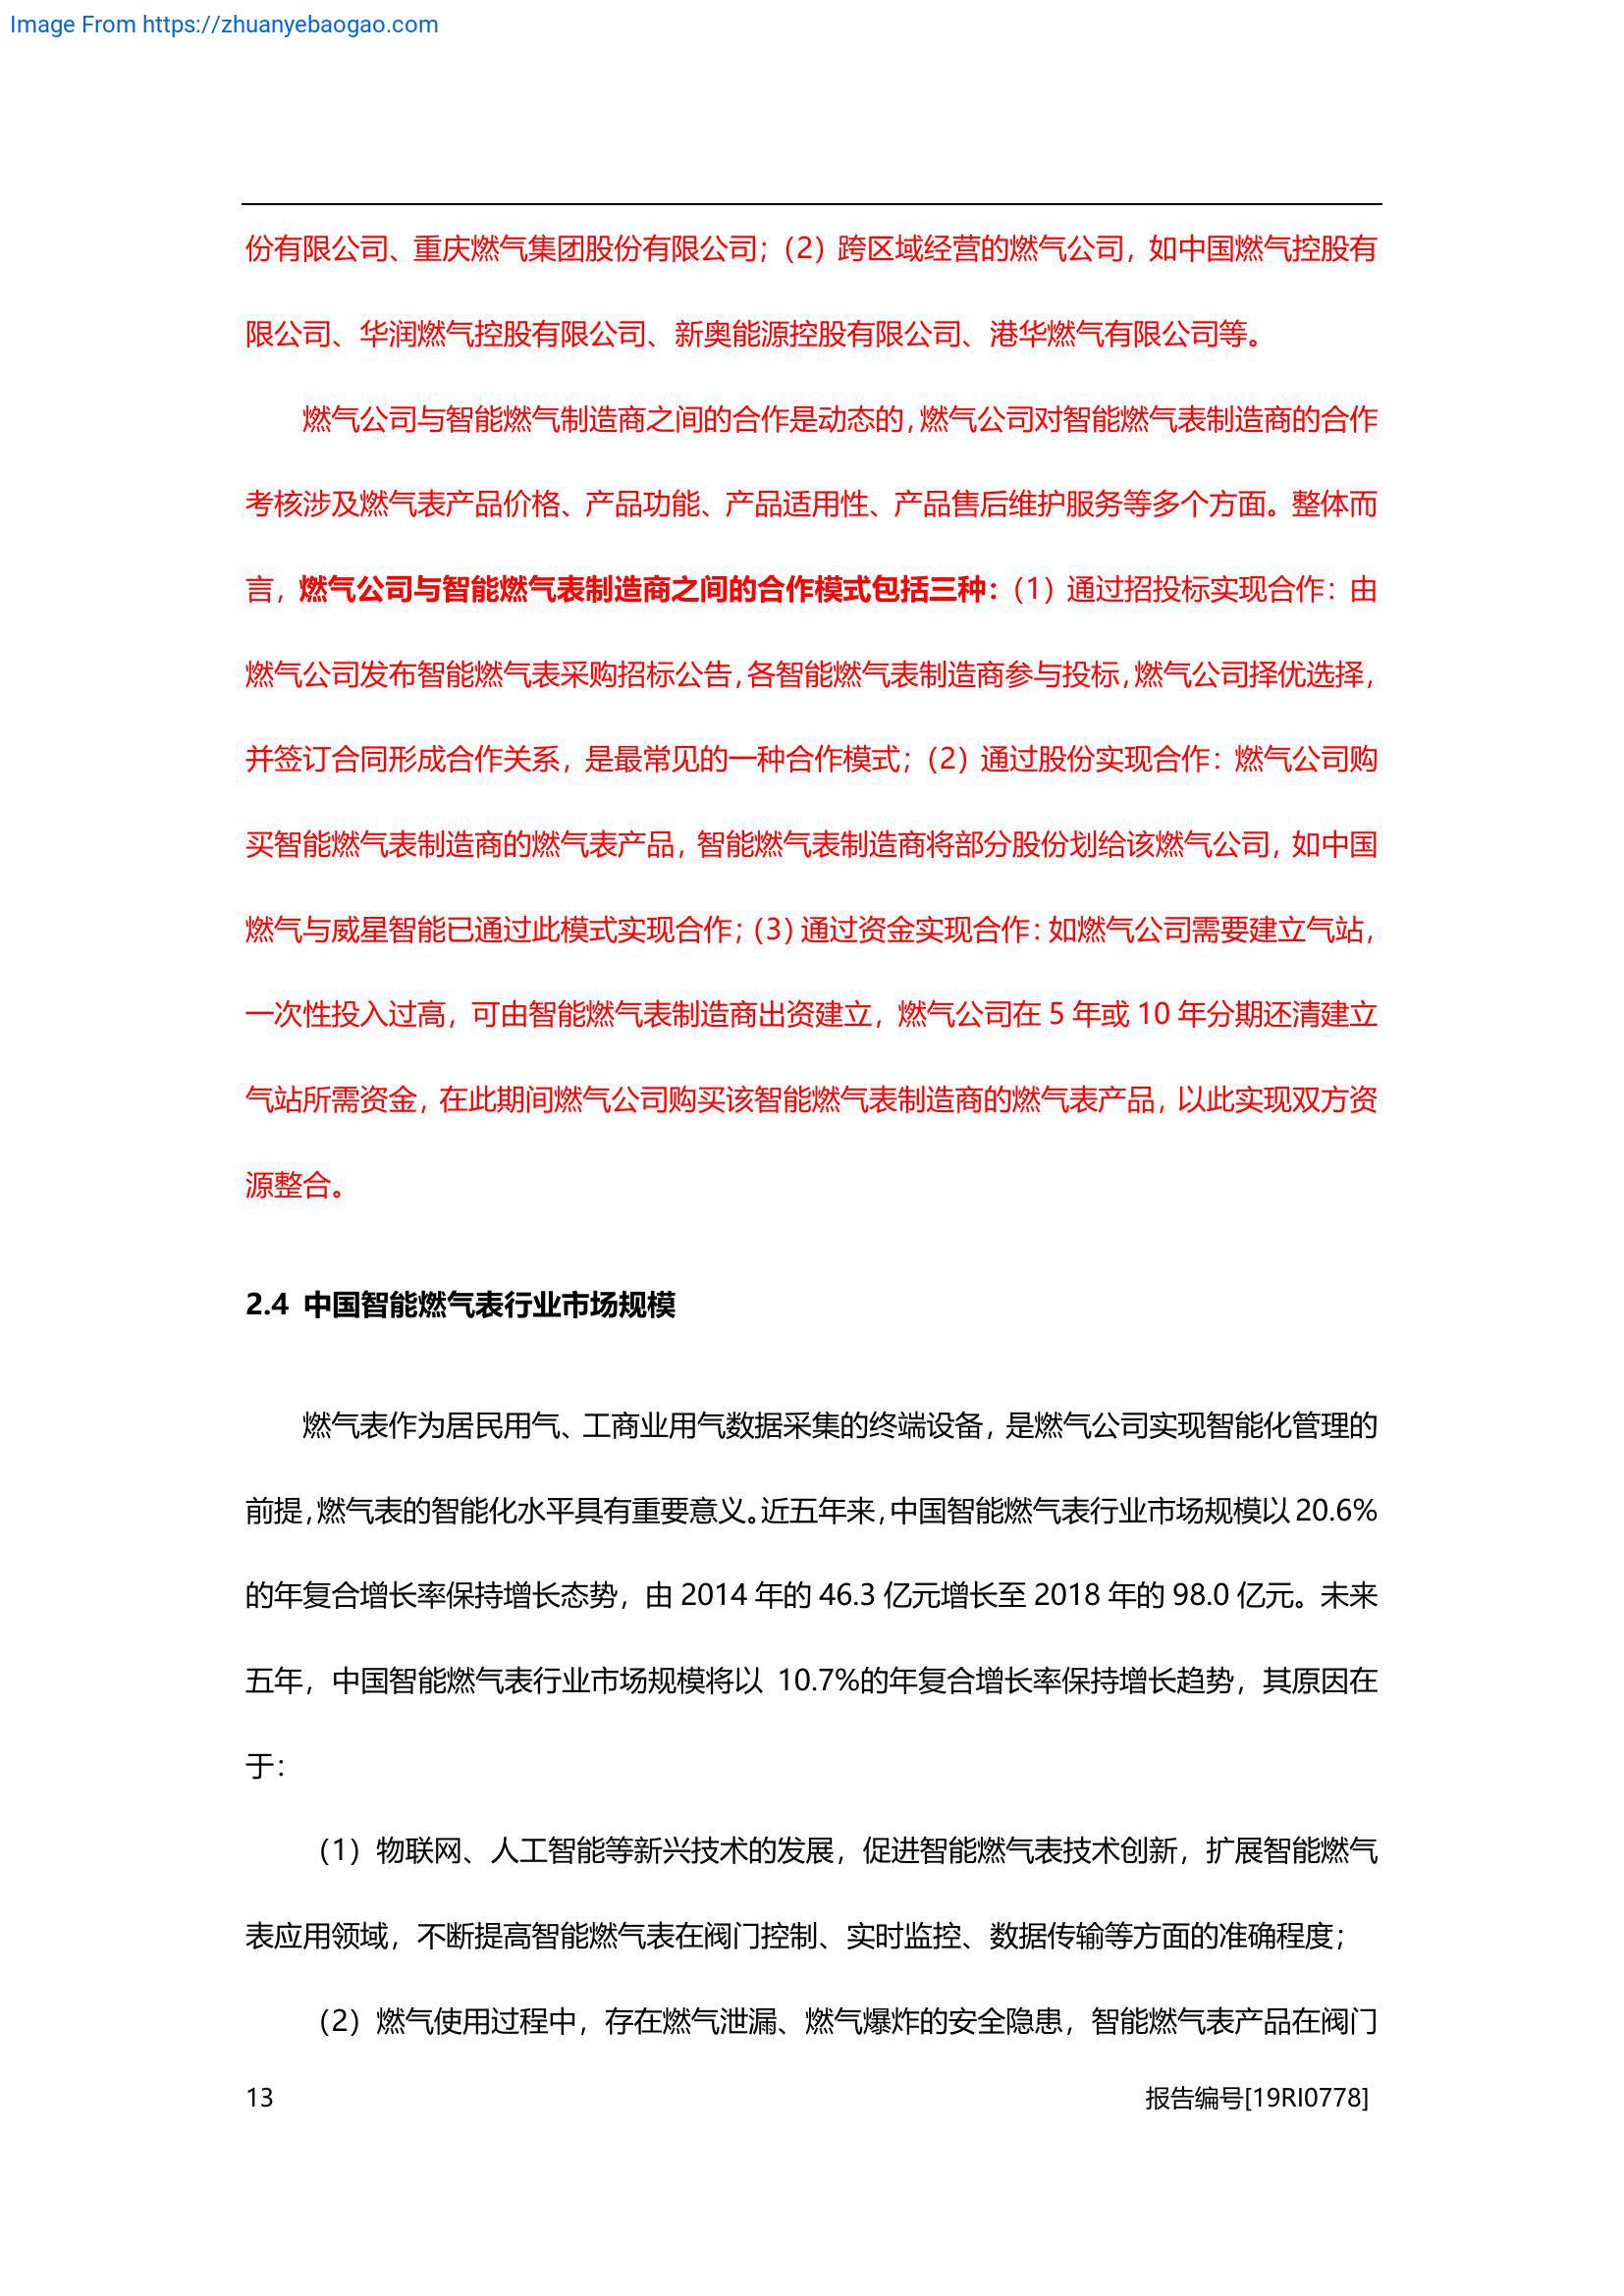 Image From https://zhuanyebaogao.com
份有限公司、重庆燃气集团股份有限公司；（2）跨区域经营的燃气公司，如中国燃气控股有
限公司、华润燃气控股有限公司、新奥能源控股有限公司、港华燃气有限公司等。
燃气公司与智能燃气制造商之间的合作是动态的，燃气公司对智能燃气表制造商的合作
考核涉及燃气表产品价格、产品功能、产品适用性、产品售后维护服务等多个方面。整体而
言，燃气公司与智能燃气表制造商之间的合作模式包括三种：（1）通过招投标实现合作：由
燃气公司发布智能燃气表采购招标公告，各智能燃气表制造商参与投标，燃气公司择优选择，
并签订合同形成合作关系，是最常见的一种合作模式；（2）通过股份实现合作：燃气公司购
买智能燃气表制造商的燃气表产品，智能燃气表制造商将部分股份划给该燃气公司，如中国
燃气与威星智能已通过此模式实现合作；（3）通过资金实现合作：如燃气公司需要建立气站，
一次性投入过高，可由智能燃气表制造商出资建立，燃气公司在 5 年或 10 年分期还清建立
气站所需资金，在此期间燃气公司购买该智能燃气表制造商的燃气表产品，以此实现双方资
源整合。
2.4 中国智能燃气表行业市场规模
燃气表作为居民用气、工商业用气数据采集的终端设备，是燃气公司实现智能化管理的
前提，燃气表的智能化水平具有重要意义。近五年来，中国智能燃气表行业市场规模以 20.6%
的年复合增长率保持增长态势，由 2014 年的 46.3 亿元增长至 2018 年的 98.0 亿元。未来
五年，中国智能燃气表行业市场规模将以 10.7%的年复合增长率保持增长趋势，其原因在
于：
（1）物联网、人工智能等新兴技术的发展，促进智能燃气表技术创新，扩展智能燃气
表应用领域，不断提高智能燃气表在阀门控制、实时监控、数据传输等方面的准确程度；
（2）燃气使用过程中，存在燃气泄漏、燃气爆炸的安全隐患，智能燃气表产品在阀门
13 报告编号[19RI0778]